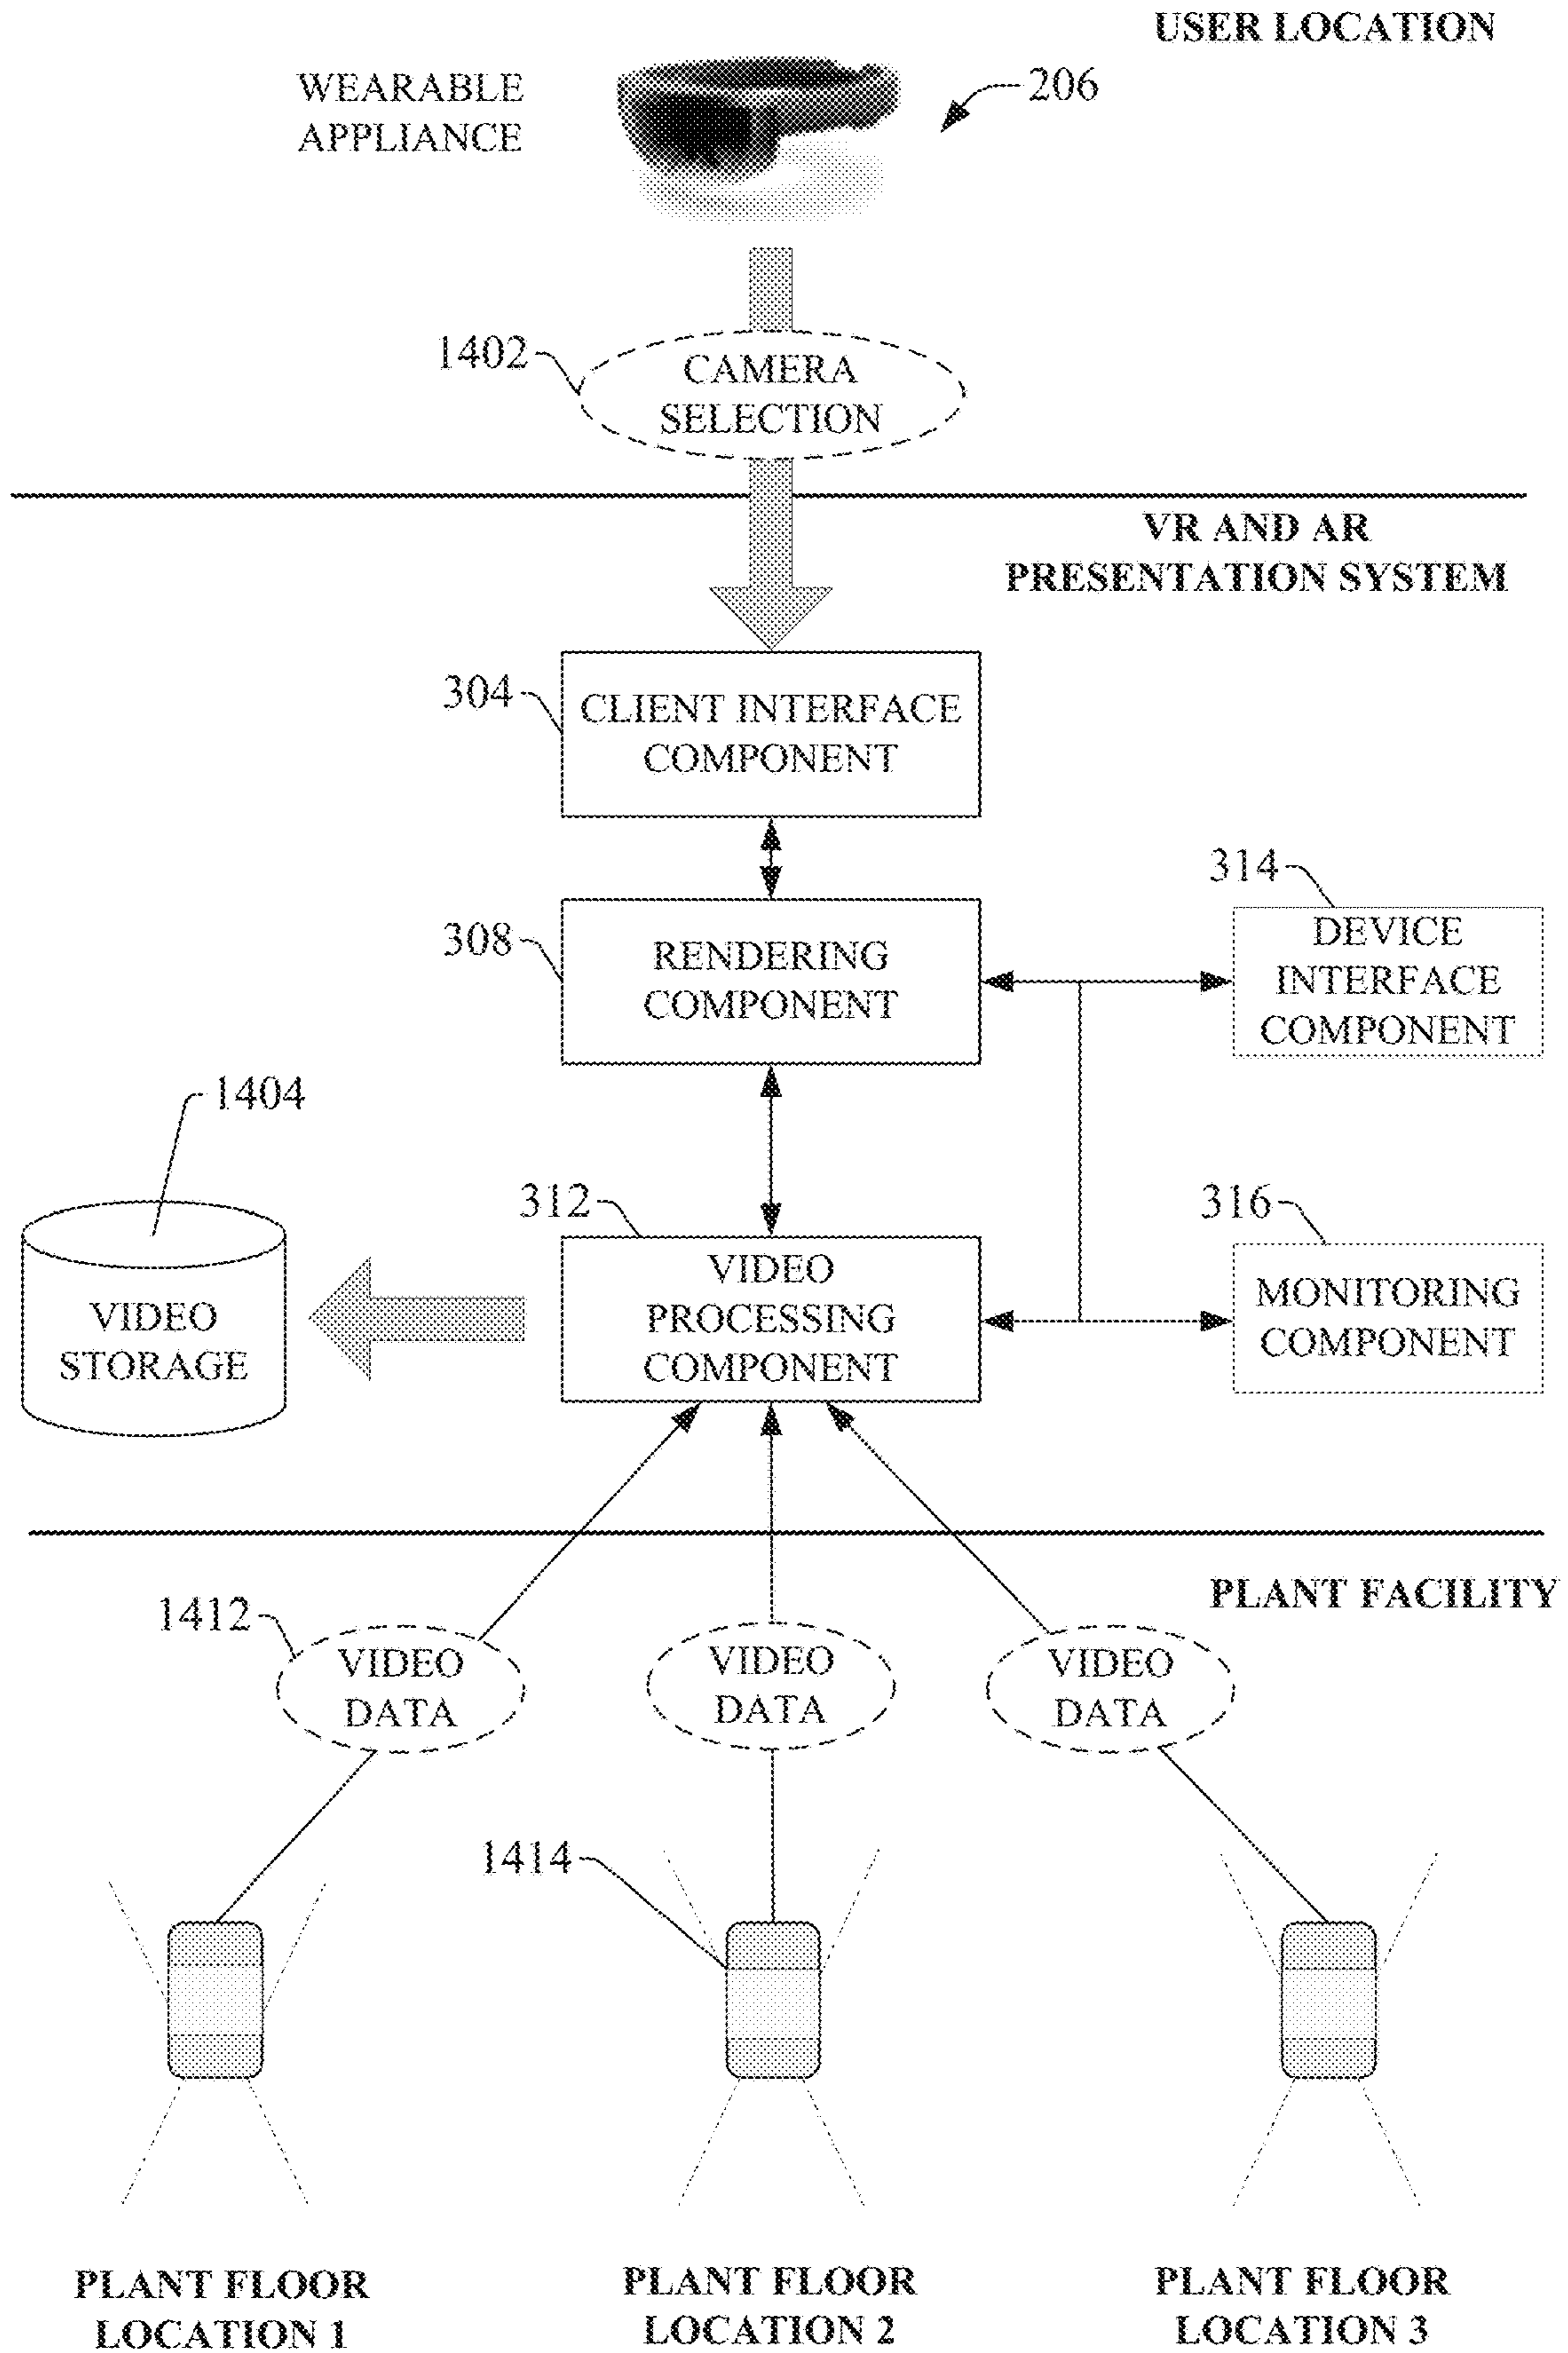 USER LOCATION
WEARABLE
APPLIANCE
206
1402
CAMERA
SELECTION
VR AND AR
PRESENTATION SYSTEM
304
CLIENT INTERFACE
COMPONENT
314
308
RENDERING
COMPONENT
DEVICE
INTERFACE
COMPONENT
1404
312
316
VIDEO
STORAGE
VIDEO
PROCESSING
COMPONENT
MONITORING
COMPONENT
PLANT FACILITY
1412
VIDEO
DATA
VIDEO
DATA
VIDEO
DATA
1414
PLANT FLOOR
LOCATION 1
PLANT FLOOR
LOCATION 2
PLANT FLOOR
LOCATION 3